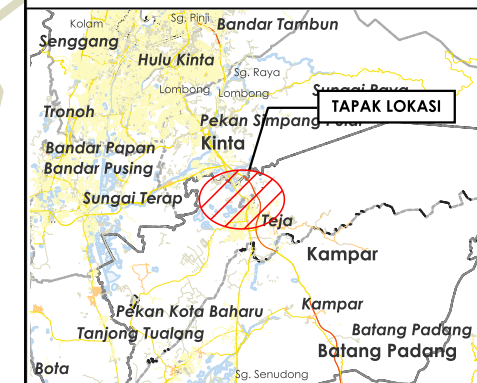 Kolam
Sg. Pinji
Bandar Tambun
Senggang
Hulu Kinta
Sg. Raya
Lombong
Lombong
Sungai Raya
TAPAK LOKASI
Tronoh
Pekan Simpang Pulai
Kinta
Bandar Papan
Bandar Pusing
Sungai Terap
Teja
Kampar
Pekan Kota Baharu
Kampar
Tanjong Tualang
Batang Padang
Batang Padang
Bota
Sg. Senudong